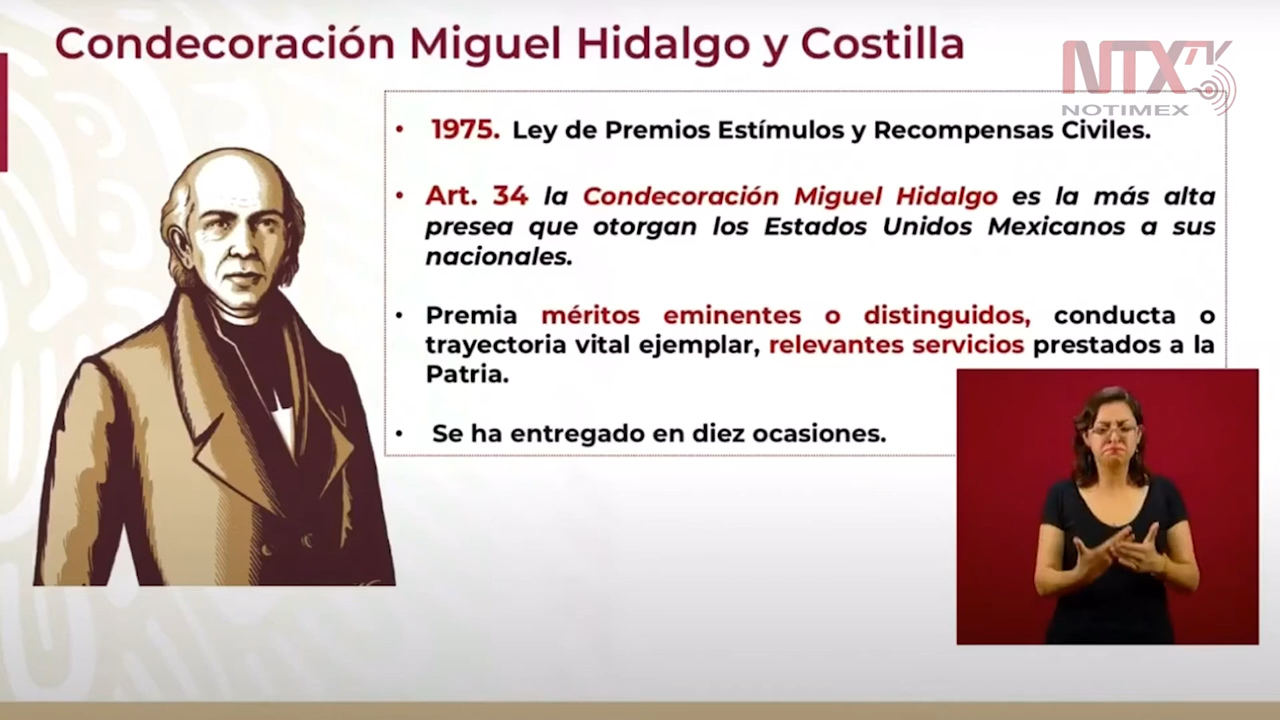 Condecoración Miguel Hidalgo y Costilla
NTXTV
NOTIMEX
• 1975. Ley de Premios Estímulos y Recompensas Civiles.
• Art. 34 la Condecoración Miguel Hidalgo es la más alta
presea que otorgan los Estados Unidos Mexicanos a sus
nacionales.
• Premia méritos eminentes o distinguidos, conducta o
trayectoria vital ejemplar, relevantes servicios prestados a la
Patria.
• Se ha entregado en diez ocasiones.